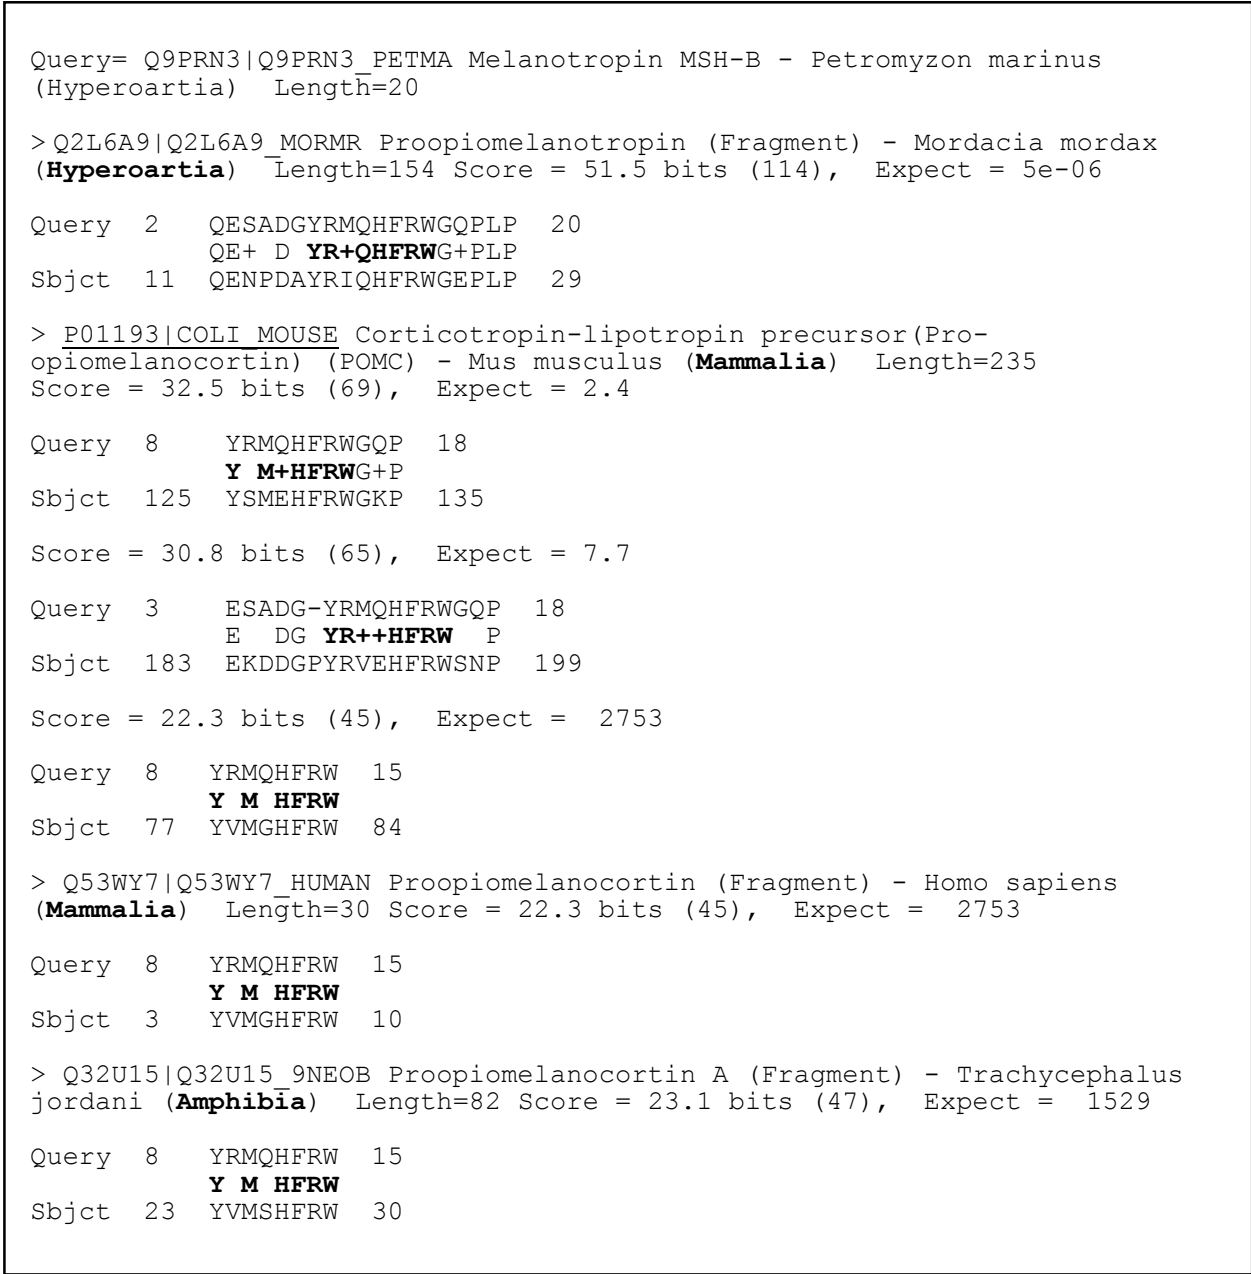 Query= Q9PRN3|Q9PRN3_PETMA Melanotropin MSH-B - Petromyzon marinus
(Hyperoartia)  Length=20
> Q2L6A9|Q2L6A9_MORMR Proopiomelanotropin (Fragment) - Mordacia mordax
(Hyperoartia)  Length=154 Score = 51.5 bits (114),  Expect = 5e-06
Query  2   QESADGYRMQHFRWGQPLP  20
           QE+ D YR+QHFRWG+PLP
Sbjct  11  QENPDAYRIQHFRWGEPLP  29
> P01193|COLI_MOUSE Corticotropin-lipotropin precursor(Pro-
opiomelanocortin) (POMC) - Mus musculus (Mammalia)  Length=235
Score = 32.5 bits (69),  Expect = 2.4
Query  8    YRMQHFRWGQP  18
            Y M+HFRWG+P
Sbjct  125  YSMEHFRWGKP  135
Score = 30.8 bits (65),  Expect = 7.7
Query  3    ESADG-YRMQHFRWGQP  18
            E  DG YR++HFRW  P
Sbjct  183  EKDDGPYRVEHFRWSNP  199
Score = 22.3 bits (45),  Expect =  2753
Query  8   YRMQHFRW  15
           Y M HFRW
Sbjct  77  YVMGHFRW  84
> Q53WY7|Q53WY7_HUMAN Proopiomelanocortin (Fragment) - Homo sapiens
(Mammalia)  Length=30 Score = 22.3 bits (45),  Expect =  2753
Query  8   YRMQHFRW  15
           Y M HFRW
Sbjct  3   YVMGHFRW  10
> Q32U15|Q32U15_9NEOB Proopiomelanocortin A (Fragment) - Trachycephalus
jordani (Amphibia)  Length=82 Score = 23.1 bits (47),  Expect =  1529
Query  8   YRMQHFRW  15
           Y M HFRW
Sbjct  23  YVMSHFRW  30